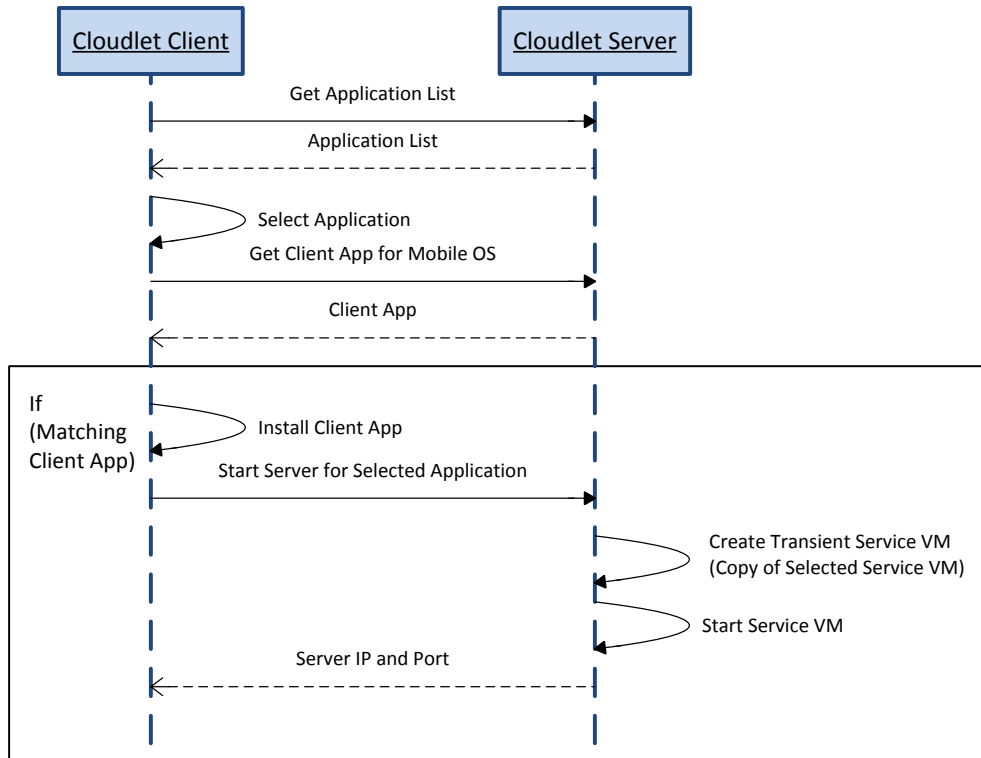 Cloudlet Client
Cloudlet Server
Get Application List
Application List
Select Application
Get Client App for Mobile OS
Client App
If
(Matching
Client App)
Install Client App
Start Server for Selected Application
Create Transient Service VM
(Copy of Selected Service VM)
Start Service VM
Server IP and Port